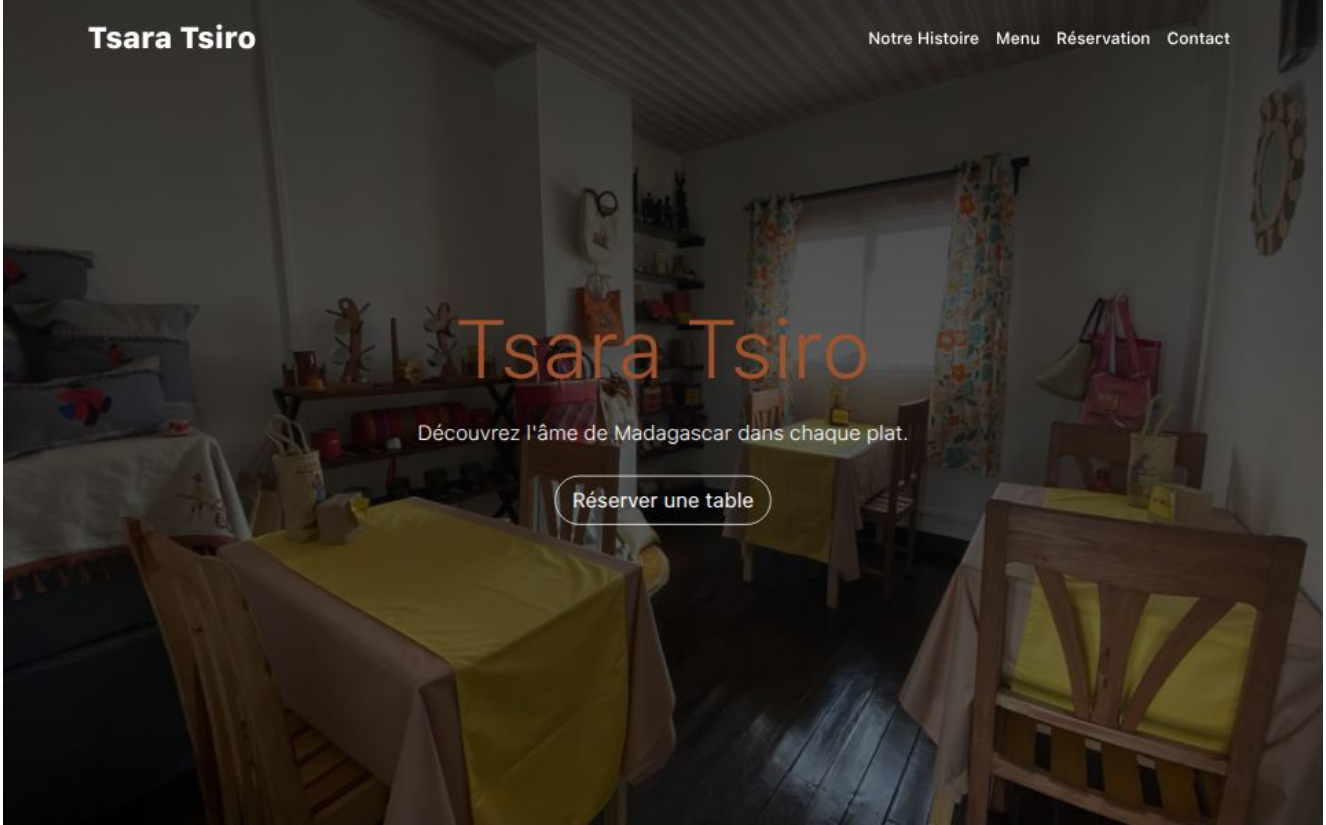 Tsara Tsiro
Notre Histoire Menu Réservation Contact
Tsara Tsiro
Découvrez l'âme de Madagascar dans chaque plat.
Réserver une table